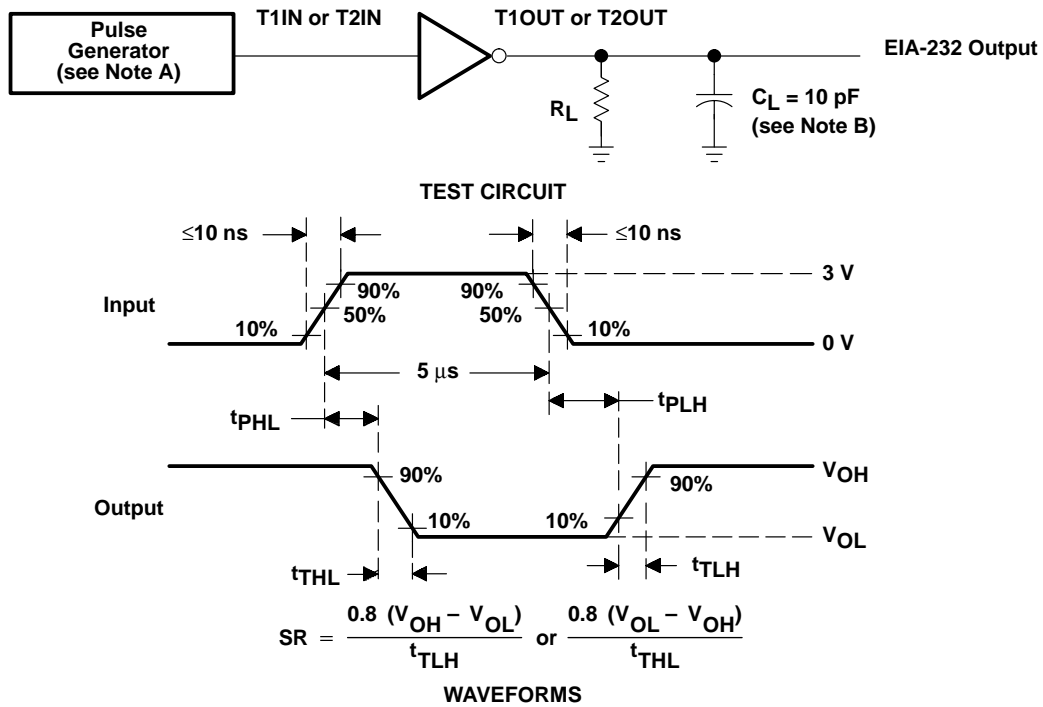 T1IN or T2IN
T1OUT or T2OUT
Pulse
Generator
(see Note A)
EIA-232 Output
RL
CL = 10 pF
(see Note B)
TEST CIRCUIT
≤10 ns
≤10 ns
3 V
90%
90%
Input
50%
50%
10%
10%
0 V
5 μs
tPHL
tPLH
VOH
90%
90%
Output
10%
10%
VOL
tTHL
tTLH
SR = 0.8 (VOH – VOL) / tTLH or 0.8 (VOL – VOH) / tTHL
WAVEFORMS